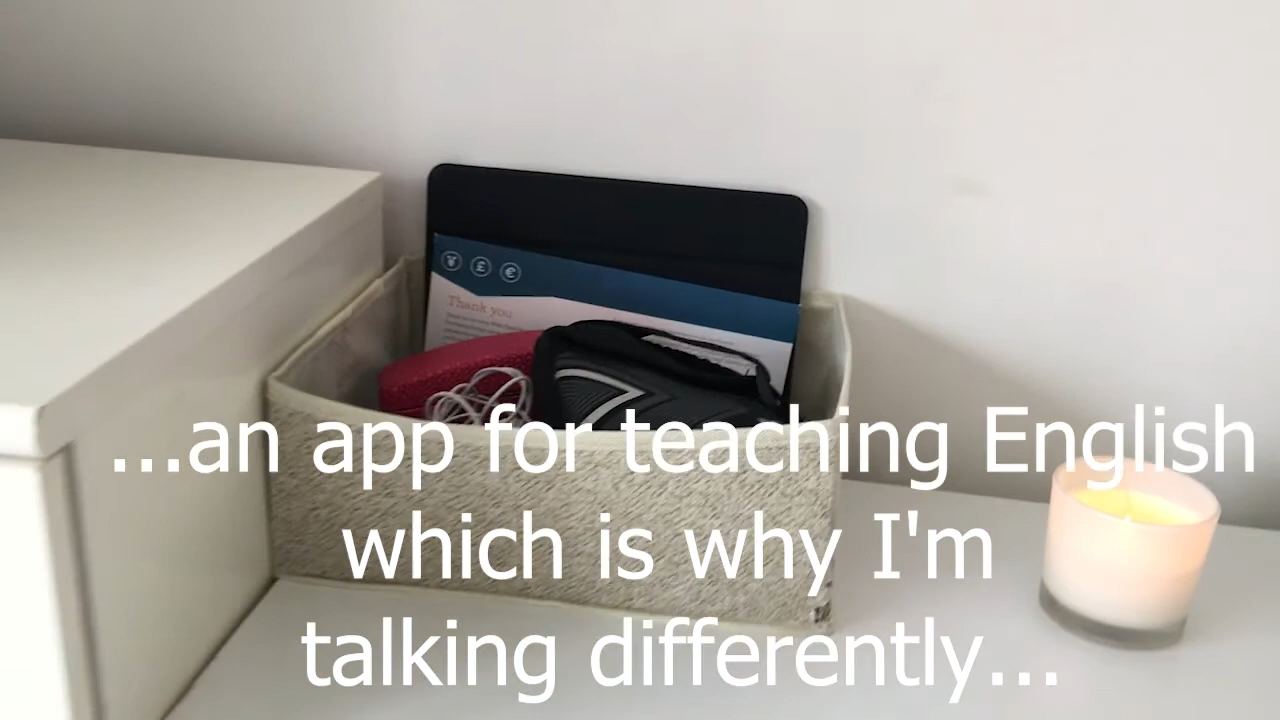 ¥ £ €
Thank you
...an app for teaching English
which is why I'm
talking differently...